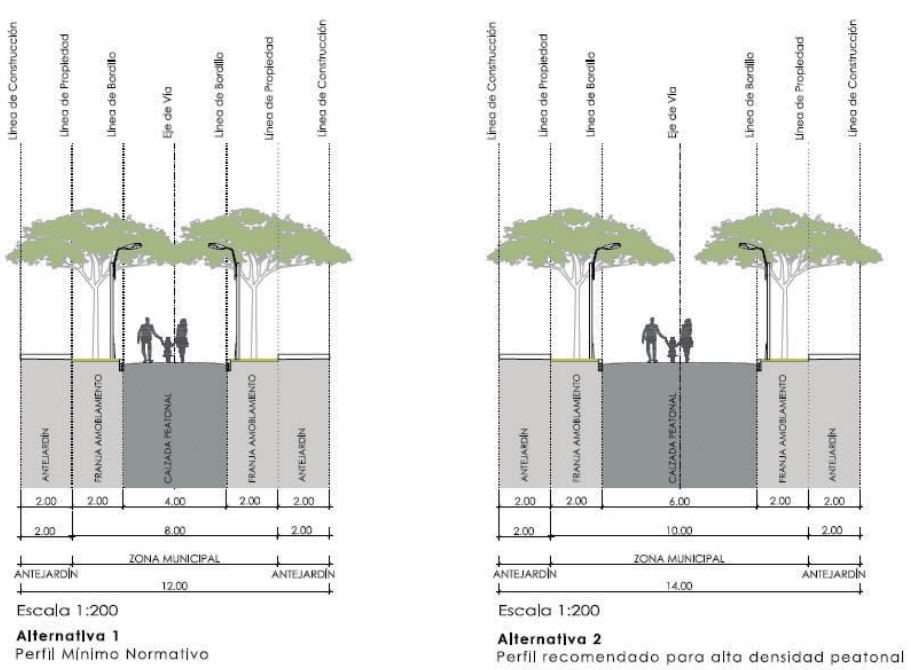 Línea de Construcción
Línea de Propiedad
Línea de Bordillo
Eje de Vía
Línea de Bordillo
Línea de Propiedad
Línea de Construcción
ANTEJARDÍN
FRANJA AMOBLAMIENTO
CALZADA PEATONAL
FRANJA AMOBLAMIENTO
ANTEJARDÍN
2.00 2.00 4.00 2.00 2.00
2.00 8.00 2.00
ZONA MUNICIPAL
ANTEJARDÍN ANTEJARDÍN
12.00
Escala 1:200
Alternativa 1
Perfil Mínimo Normativo
Línea de Construcción
Línea de Propiedad
Línea de Bordillo
Eje de Vía
Línea de Bordillo
Línea de Propiedad
Línea de Construcción
ANTEJARDÍN
FRANJA AMOBLAMIENTO
CALZADA PEATONAL
FRANJA AMOBLAMIENTO
ANTEJARDÍN
2.00 2.00 6.00 2.00 2.00
2.00 10.00 2.00
ZONA MUNICIPAL
ANTEJARDÍN ANTEJARDÍN
14.00
Escala 1:200
Alternativa 2
Perfil recomendado para alta densidad peatonal